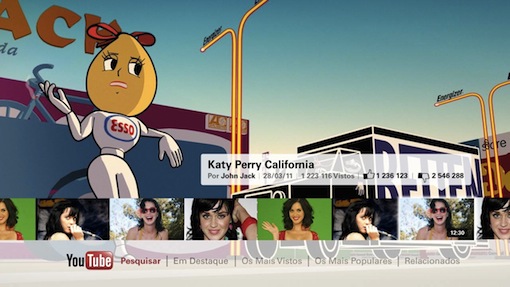 ACK
da
Energizer
Energizer
ESSO
Katy Perry California
Por John Jack | 28/03/11 | 1 223 116 Vistos | 1 236 123 | 2 546 288
12:30
YouTube Pesquisar | Em Destaque | Os Mais Vistos | Os Mais Populares | Relacionados